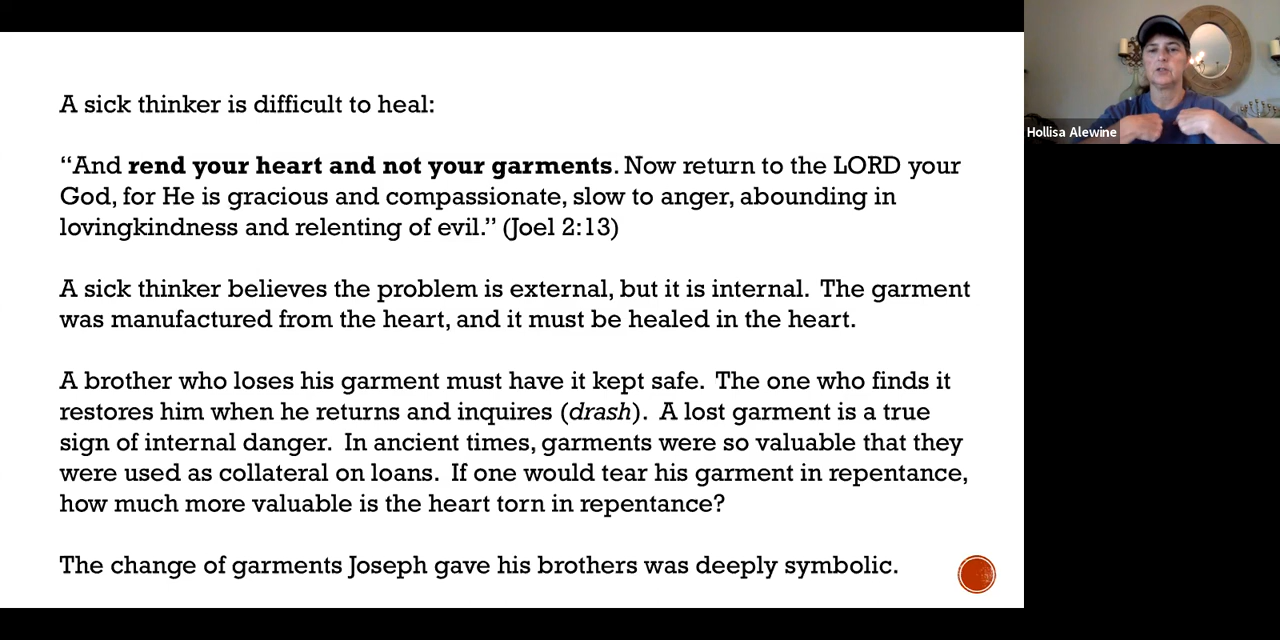 A sick thinker is difficult to heal:
“And rend your heart and not your garments. Now return to the LORD your
God, for He is gracious and compassionate, slow to anger, abounding in
lovingkindness and relenting of evil.” (Joel 2:13)
A sick thinker believes the problem is external, but it is internal.  The garment
was manufactured from the heart, and it must be healed in the heart.
A brother who loses his garment must have it kept safe.  The one who finds it
restores him when he returns and inquires (drash).  A lost garment is a true
sign of internal danger.  In ancient times, garments were so valuable that they
were used as collateral on loans.  If one would tear his garment in repentance,
how much more valuable is the heart torn in repentance?
The change of garments Joseph gave his brothers was deeply symbolic.
Hollisa Alewine